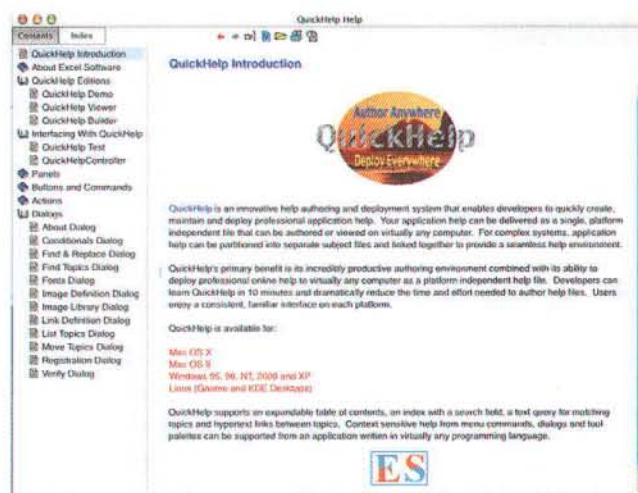 QuickHelp Help
Contents Index
QuickHelp Introduction
About Excel Software
QuickHelp Editions
QuickHelp Demo
QuickHelp Viewer
QuickHelp Builder
Interfacing With QuickHelp
QuickHelp Test
QuickHelpController
Panels
Buttons and Commands
Actions
Dialogs
About Dialog
Conditionals Dialog
Find & Replace Dialog
Find Topics Dialog
Fonts Dialog
Image Definition Dialog
Image Library Dialog
Link Definition Dialog
List Topics Dialog
Move Topics Dialog
Registration Dialog
Verify Dialog
QuickHelp Introduction
Author Anywhere
QuickHelp
Deploy Everywhere
QuickHelp is an innovative help authoring and deployment system that enables developers to quickly create,
maintain and deploy professional application help. Your application help can be delivered as a single, platform
independent file that can be authored or viewed on virtually any computer. For complex systems, application
help can be partitioned into separate subject files and linked together to provide a seamless help environment.
QuickHelp's primary benefit is its incredibly productive authoring environment combined with its ability to
deploy professional online help to virtually any computer as a platform independent help file. Developers can
learn QuickHelp in 10 minutes and dramatically reduce the time and effort needed to author help files. Users
enjoy a consistent, familiar interface on each platform.
QuickHelp is available for:
Mac OS X
Mac OS 9
Windows 95, 98, NT, 2000 and XP
Linux (Gnome and KDE Desktops)
QuickHelp supports an expandable table of contents, an index with a search field, a text query for matching
topics and hypertext links between topics. Context sensitive help from menu commands, dialogs and tool
palettes can be supported from an application written in virtually any programming language.
ES